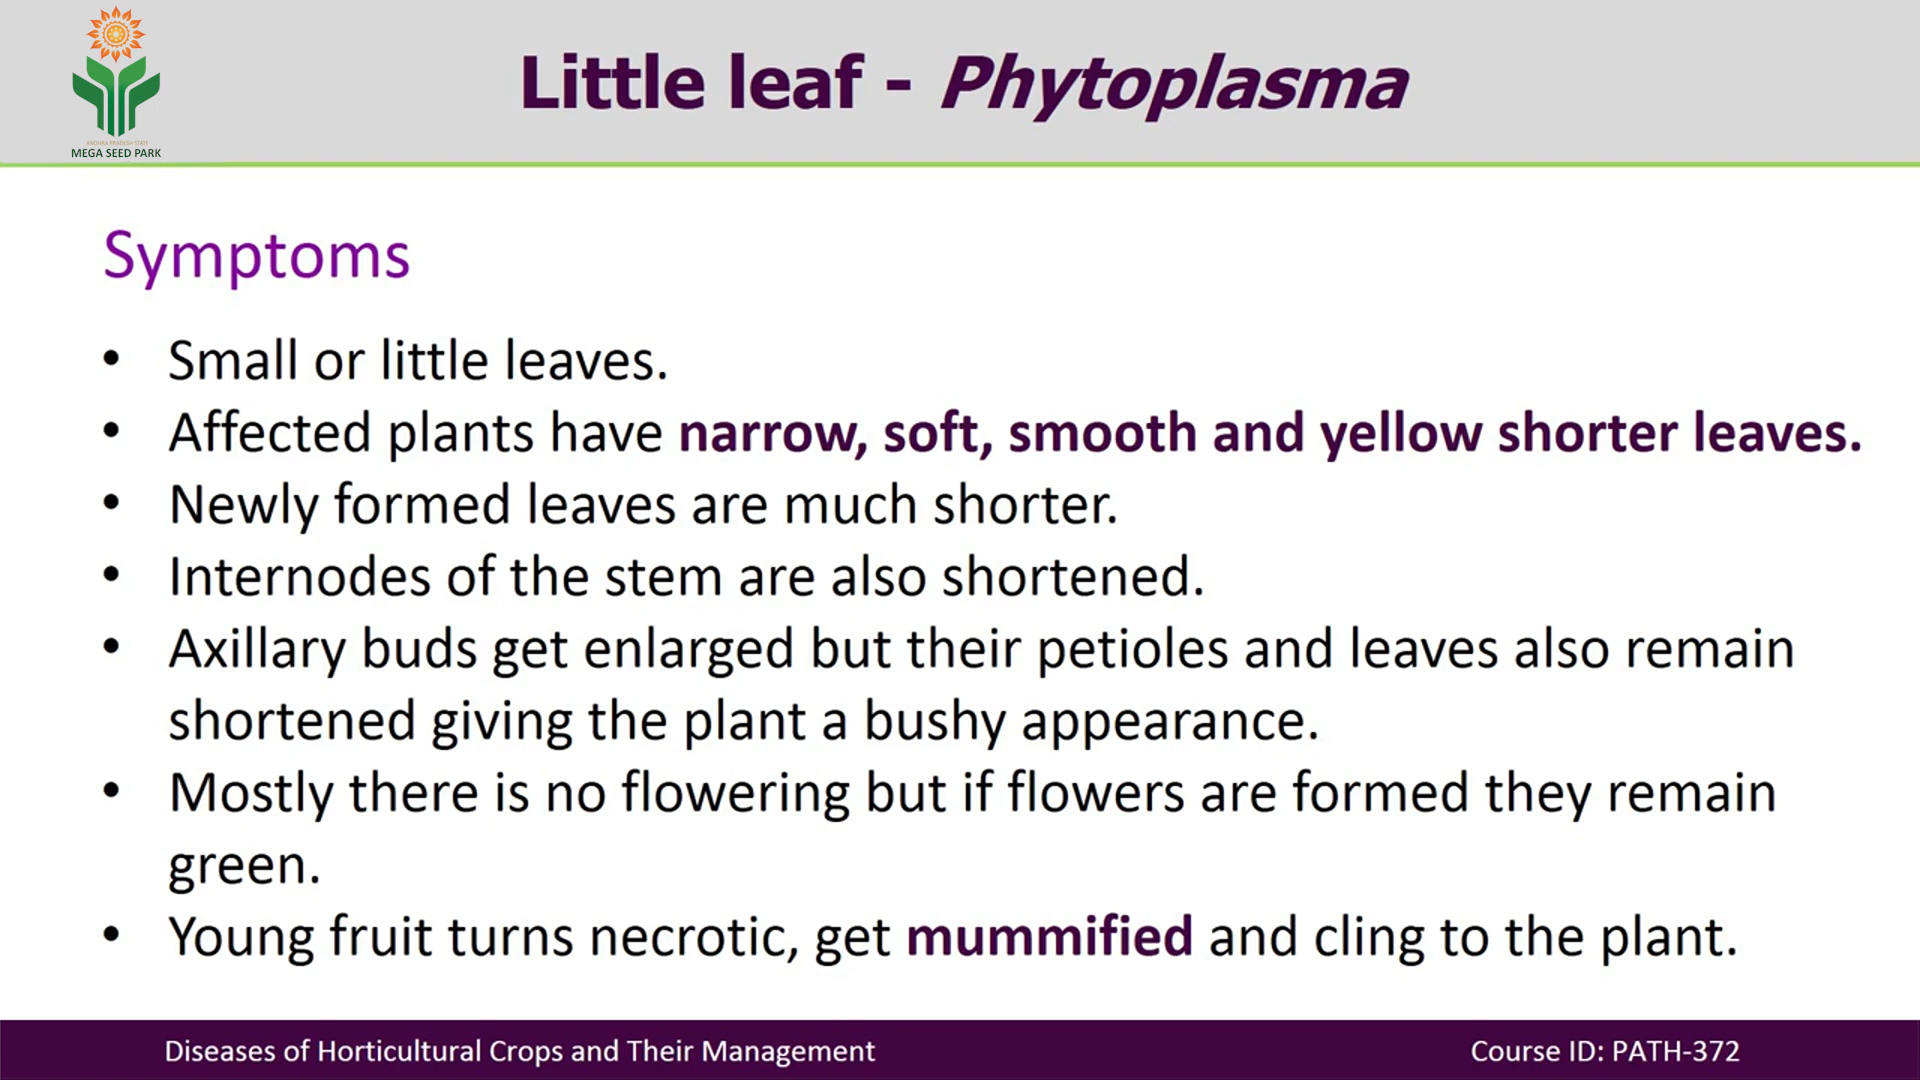 Little leaf - Phytoplasma
ANDHRA PRADESH STATE
MEGA SEED PARK
Symptoms
• Small or little leaves.
• Affected plants have narrow, soft, smooth and yellow shorter leaves.
• Newly formed leaves are much shorter.
• Internodes of the stem are also shortened.
• Axillary buds get enlarged but their petioles and leaves also remain
shortened giving the plant a bushy appearance.
• Mostly there is no flowering but if flowers are formed they remain
green.
• Young fruit turns necrotic, get mummified and cling to the plant.
Diseases of Horticultural Crops and Their Management
Course ID: PATH-372